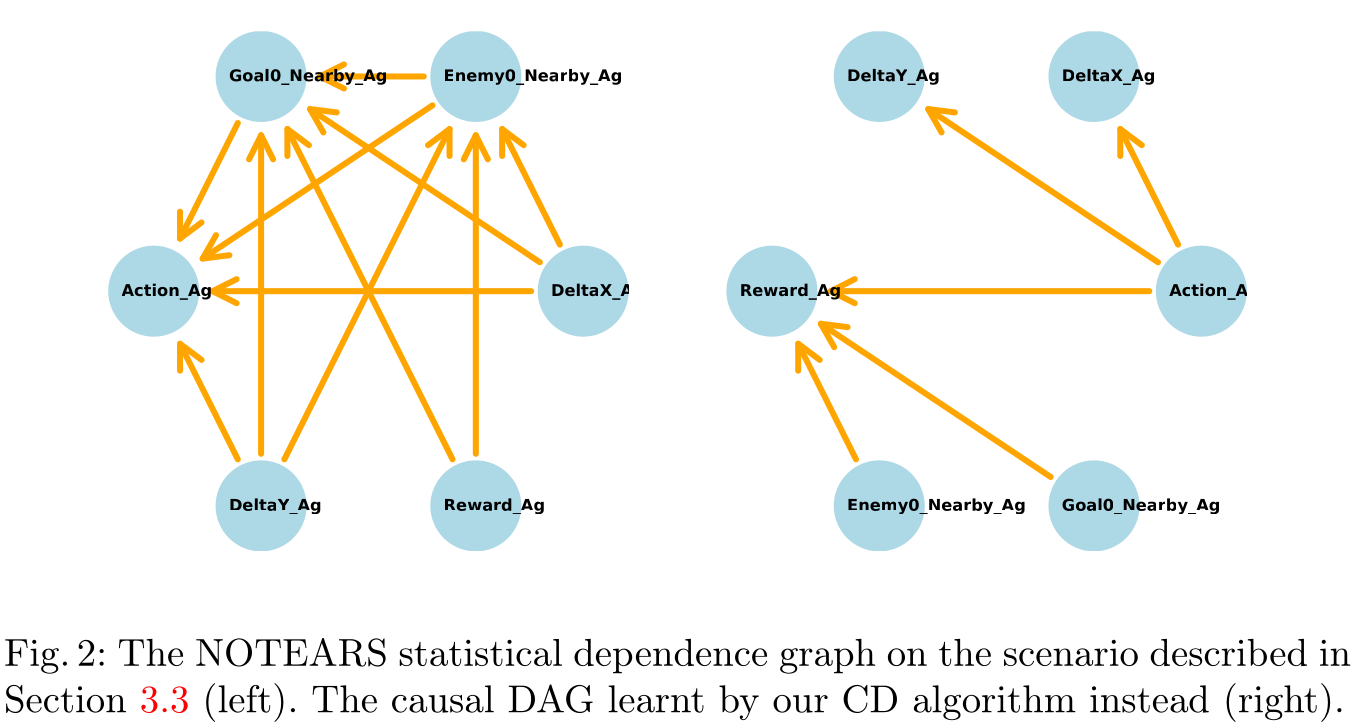 Goal0_Nearby_Ag Enemy0_Nearby_Ag DeltaY_Ag DeltaX_Ag
Action_Ag DeltaX_A Reward_Ag Action_A
DeltaY_Ag Reward_Ag Enemy0_Nearby_Ag Goal0_Nearby_Ag
Fig. 2: The NOTEARS statistical dependence graph on the scenario described in
Section 3.3 (left). The causal DAG learnt by our CD algorithm instead (right).